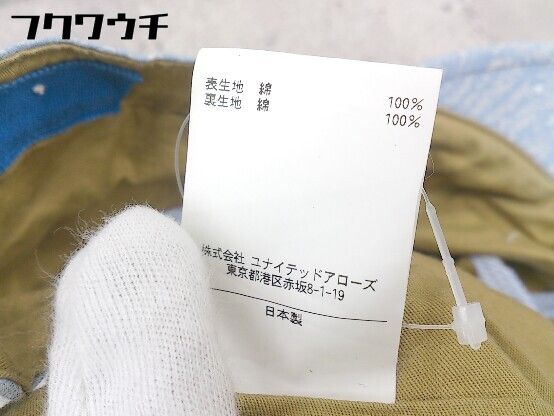 フクワウチ
表生地 綿 100%
裏生地 綿 100%
株式会社 ユナイテッドアローズ
東京都港区赤坂8-1-19
日本製